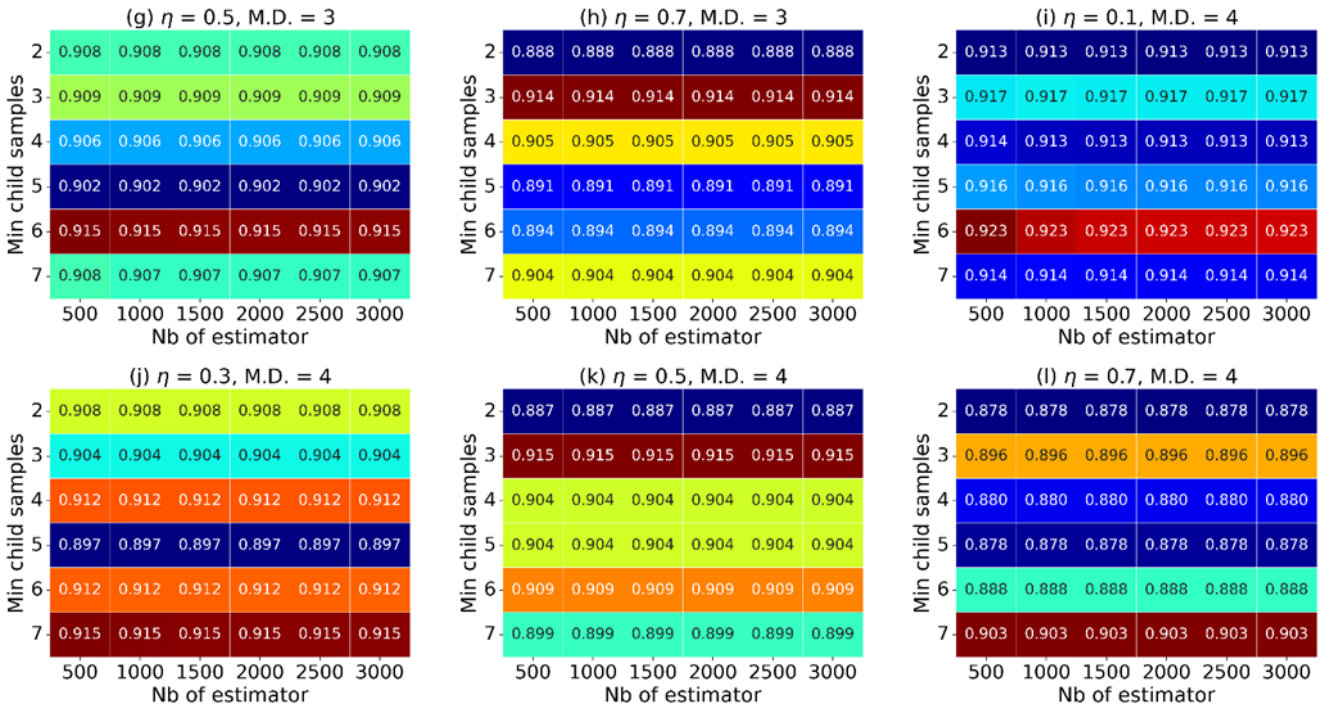 (g) η = 0.5, M.D. = 3
Min child samples
2 0.908 0.908 0.908 0.908 0.908 0.908
3 0.909 0.909 0.909 0.909 0.909 0.909
4 0.906 0.906 0.906 0.906 0.906 0.906
5 0.902 0.902 0.902 0.902 0.902 0.902
6 0.915 0.915 0.915 0.915 0.915 0.915
7 0.908 0.907 0.907 0.907 0.907 0.907
500 1000 1500 2000 2500 3000
Nb of estimator
(h) η = 0.7, M.D. = 3
2 0.888 0.888 0.888 0.888 0.888 0.888
3 0.914 0.914 0.914 0.914 0.914 0.914
4 0.905 0.905 0.905 0.905 0.905 0.905
5 0.891 0.891 0.891 0.891 0.891 0.891
6 0.894 0.894 0.894 0.894 0.894 0.894
7 0.904 0.904 0.904 0.904 0.904 0.904
500 1000 1500 2000 2500 3000
Nb of estimator
(i) η = 0.1, M.D. = 4
Min child samples
2 0.913 0.913 0.913 0.913 0.913 0.913
3 0.917 0.917 0.917 0.917 0.917 0.917
4 0.914 0.913 0.913 0.913 0.913 0.913
5 0.916 0.916 0.916 0.916 0.916 0.916
6 0.923 0.923 0.923 0.923 0.923 0.923
7 0.914 0.914 0.914 0.914 0.914 0.914
500 1000 1500 2000 2500 3000
Nb of estimator
(j) η = 0.3, M.D. = 4
Min child samples
2 0.908 0.908 0.908 0.908 0.908 0.908
3 0.904 0.904 0.904 0.904 0.904 0.904
4 0.912 0.912 0.912 0.912 0.912 0.912
5 0.897 0.897 0.897 0.897 0.897 0.897
6 0.912 0.912 0.912 0.912 0.912 0.912
7 0.915 0.915 0.915 0.915 0.915 0.915
500 1000 1500 2000 2500 3000
Nb of estimator
(k) η = 0.5, M.D. = 4
Min child samples
2 0.887 0.887 0.887 0.887 0.887 0.887
3 0.915 0.915 0.915 0.915 0.915 0.915
4 0.904 0.904 0.904 0.904 0.904 0.904
5 0.904 0.904 0.904 0.904 0.904 0.904
6 0.909 0.909 0.909 0.909 0.909 0.909
7 0.899 0.899 0.899 0.899 0.899 0.899
500 1000 1500 2000 2500 3000
Nb of estimator
(l) η = 0.7, M.D. = 4
Min child samples
2 0.878 0.878 0.878 0.878 0.878 0.878
3 0.896 0.896 0.896 0.896 0.896 0.896
4 0.880 0.880 0.880 0.880 0.880 0.880
5 0.878 0.878 0.878 0.878 0.878 0.878
6 0.888 0.888 0.888 0.888 0.888 0.888
7 0.903 0.903 0.903 0.903 0.903 0.903
500 1000 1500 2000 2500 3000
Nb of estimator